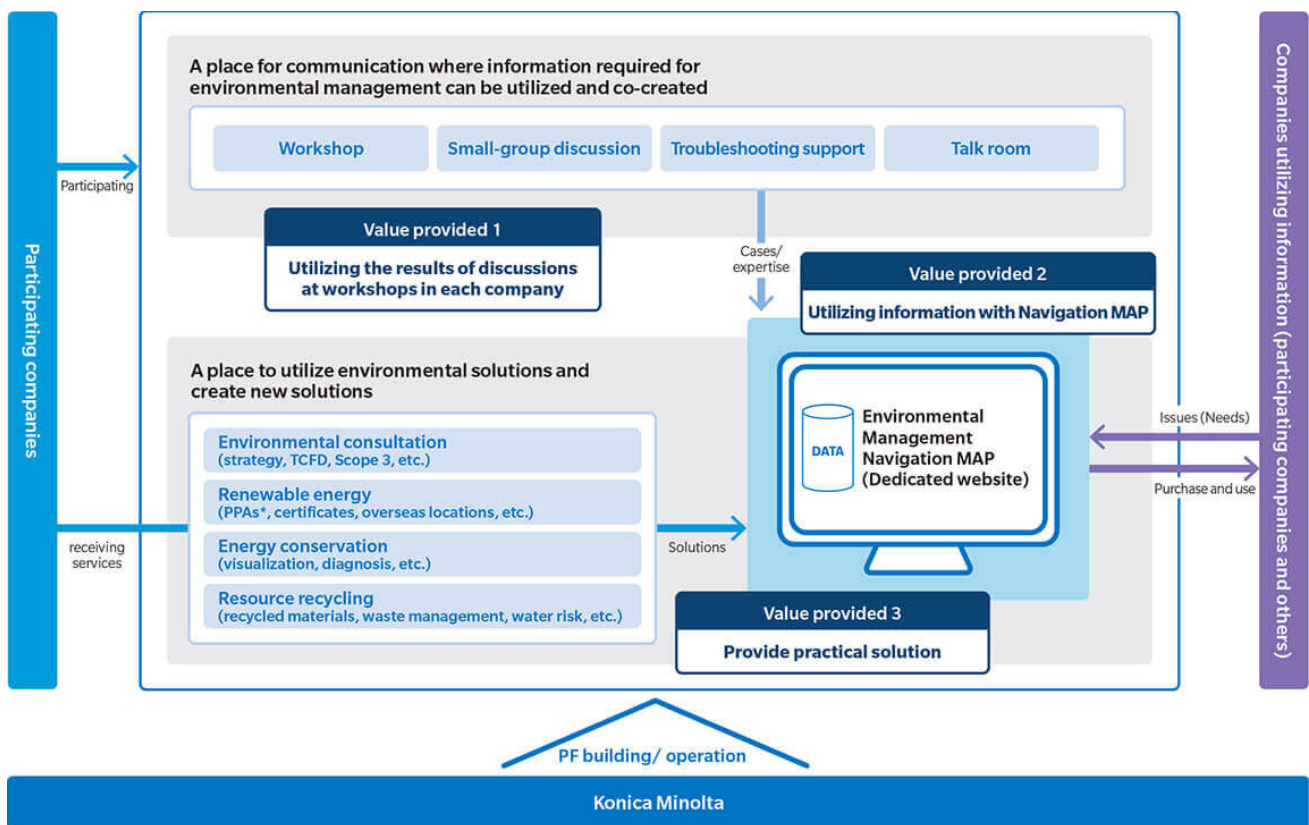 A place for communication where information required for
environmental management can be utilized and co-created
Workshop
Small-group discussion
Troubleshooting support
Talk room
Participating
Participating companies
Value provided 1
Utilizing the results of discussions
at workshops in each company
Cases/
expertise
Value provided 2
Utilizing information with Navigation MAP
A place to utilize environmental solutions and
create new solutions
Environmental consultation
(strategy, TCFD, Scope 3, etc.)
Renewable energy
(PPAs*, certificates, overseas locations, etc.)
Energy conservation
(visualization, diagnosis, etc.)
Resource recycling
(recycled materials, waste management, water risk, etc.)
receiving
services
Solutions
DATA
Environmental
Management
Navigation MAP
(Dedicated website)
Value provided 3
Provide practical solution
Issues (Needs)
Purchase and use
Companies utilizing information (participating companies and others)
PF building/ operation
Konica Minolta